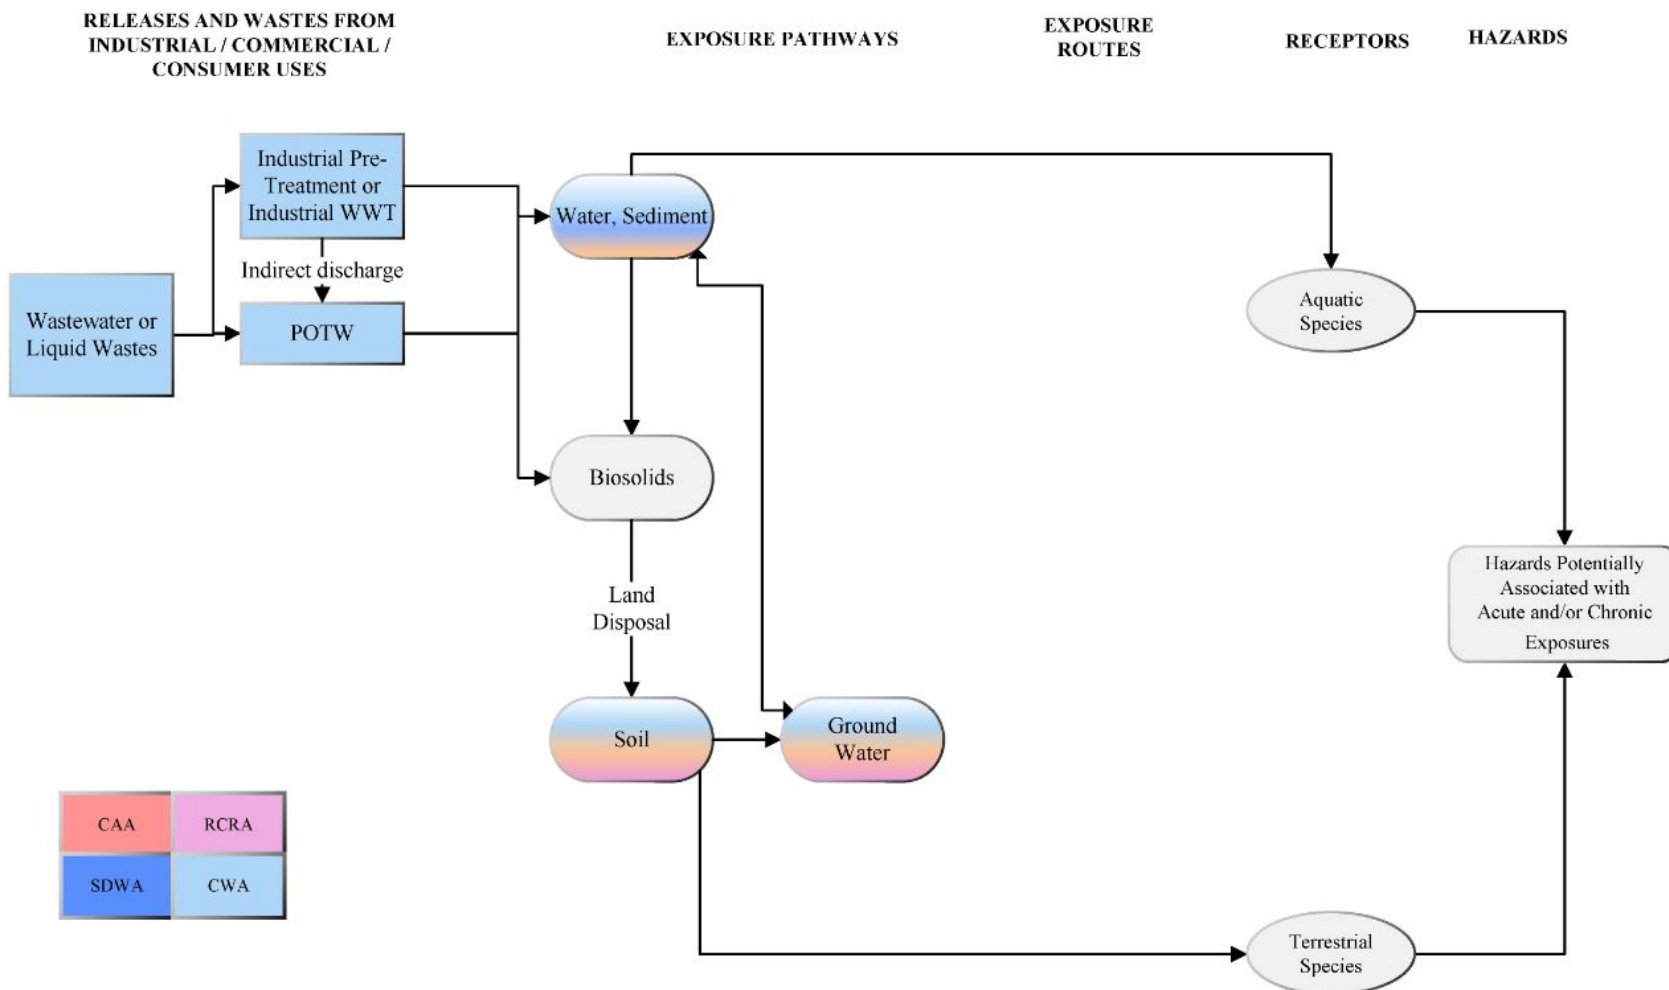 RELEASES AND WASTES FROM
INDUSTRIAL / COMMERCIAL /
CONSUMER USES
EXPOSURE PATHWAYS
EXPOSURE
ROUTES
RECEPTORS
HAZARDS
Industrial Pre-
Treatment or
Industrial WWT
Indirect discharge
POTW
Wastewater or
Liquid Wastes
Water, Sediment
Biosolids
Land
Disposal
Soil
Ground
Water
Aquatic
Species
Hazards Potentially
Associated with
Acute and/or Chronic
Exposures
Terrestrial
Species
CAA
RCRA
SDWA
CWA